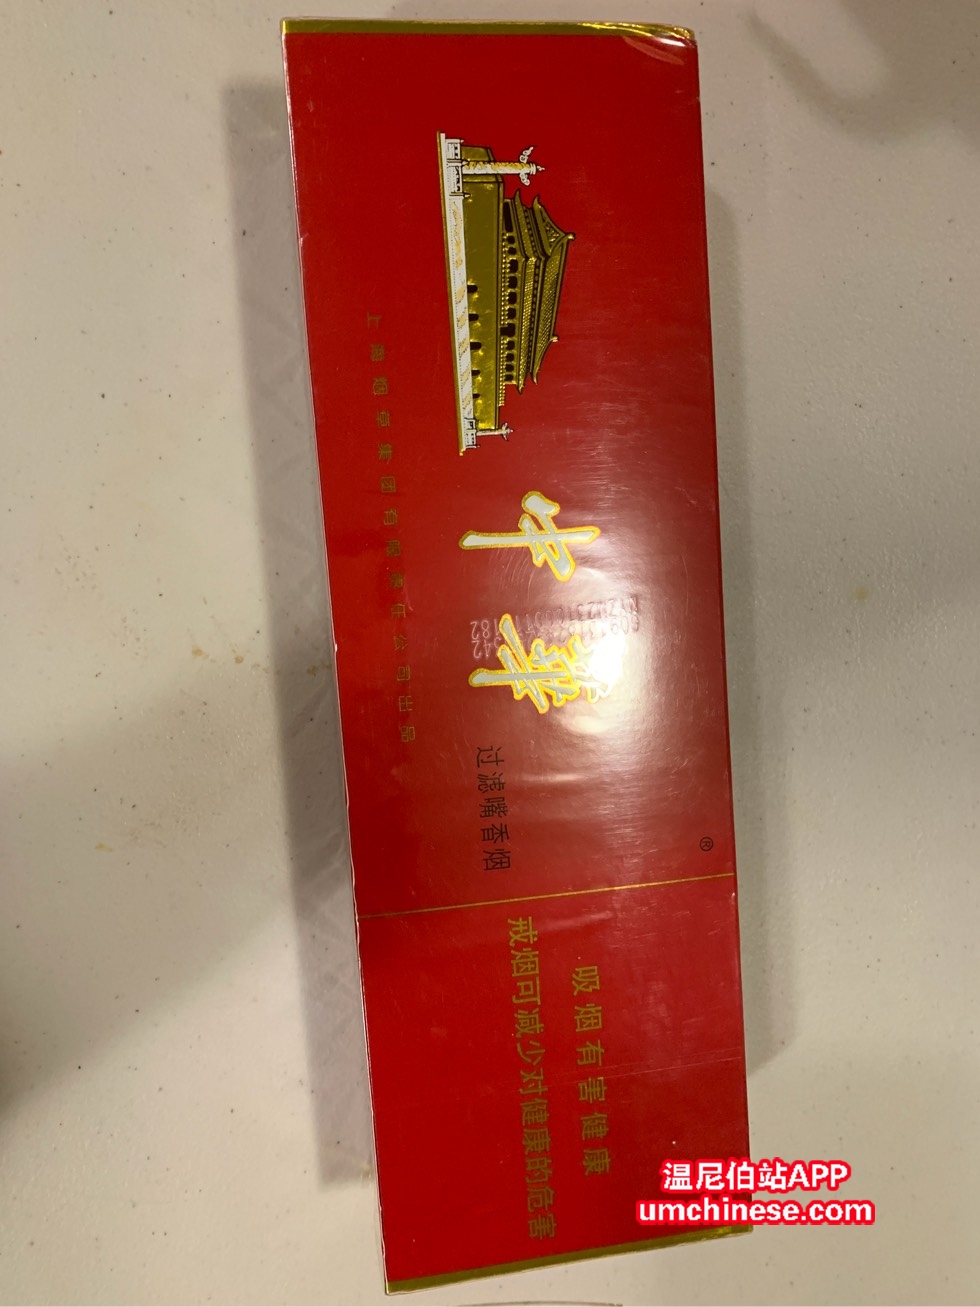 中華
过滤嘴香烟
上海烟草集团有限责任公司出品
®
吸烟有害健康
戒烟可减少对健康的危害
温尼伯站APP
umchinese.com